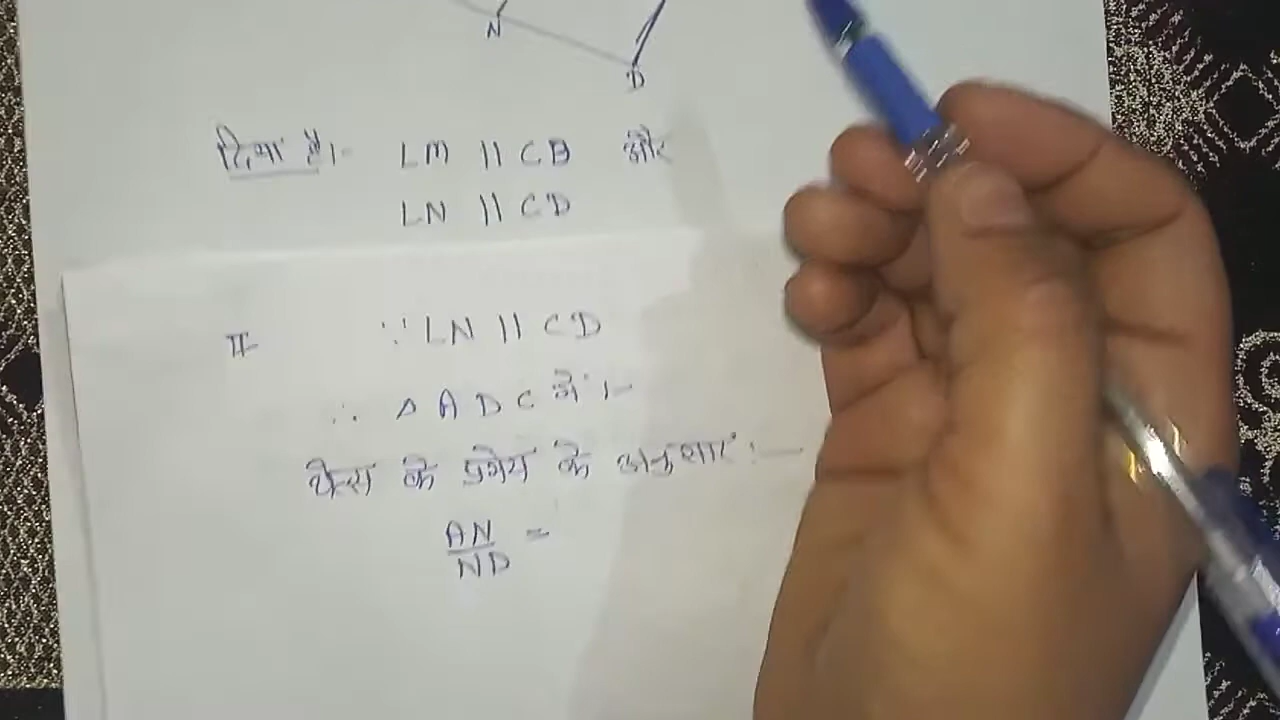 N
D
दिया है:- LM || CB और
LN || CD
∵ LN || CD
∴ △ ADC में :-
थेल्स के प्रमेय के अनुसार :-
AN/ND =